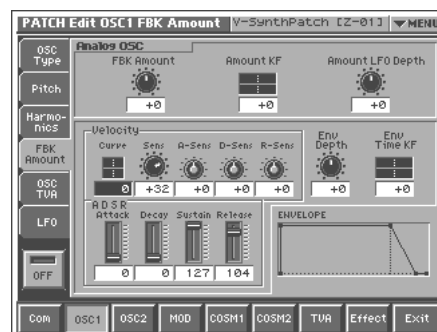 PATCH Edit OSC1 FBK Amount V-SynthPatch [Z-01] ▼MENU
OSC Type
Pitch
Harmo-nics
FBK Amount
OSC TVA
LFO
OFF
Analog OSC
FBK Amount Amount KF Amount LFO Depth
+0 +0 +0
Velocity
Curve Sens A-Sens D-Sens R-Sens Env Depth Env Time KF
0 +32 +0 +0 +0 +0 +0
ADSR
Attack Decay Sustain Release ENVELOPE
0 0 127 104
Com OSC1 OSC2 MOD COSM1 COSM2 TVA Effect Exit